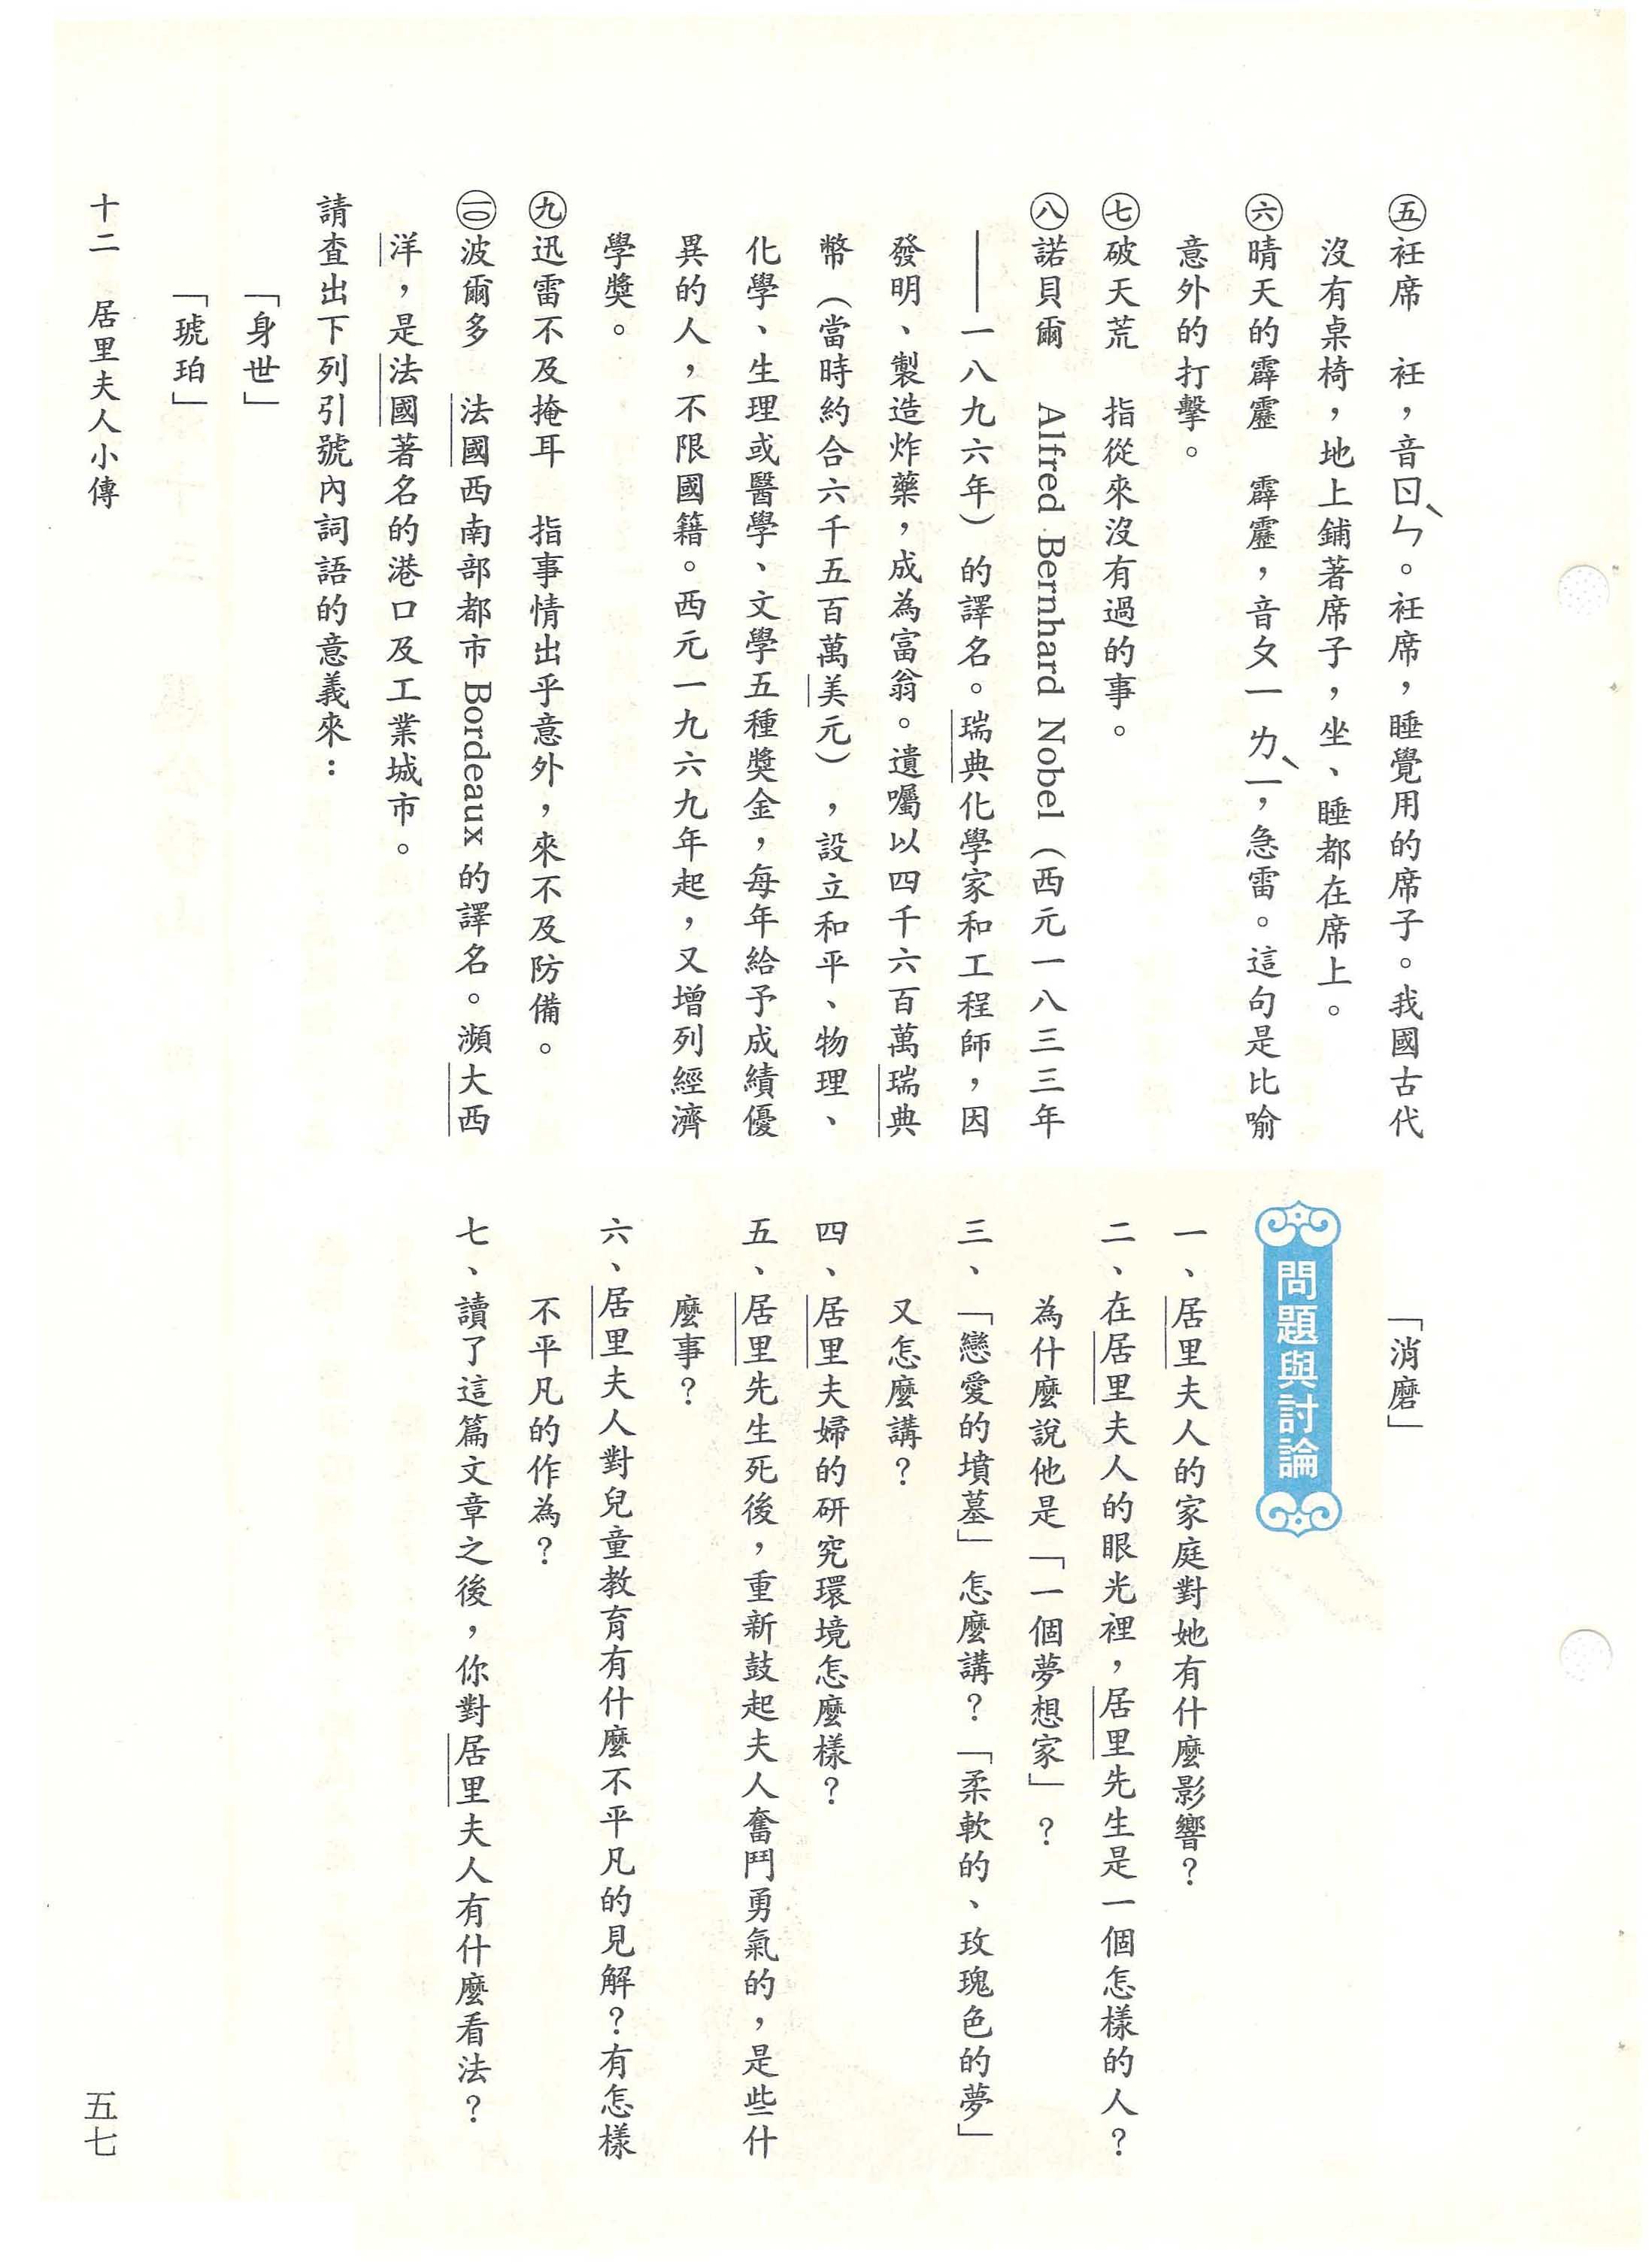 ㊄衽席　衽，音ㄖㄣˋ。衽席，睡覺用的席子。我國古代
沒有桌椅，地上鋪著席子，坐、睡都在席上。
㊅晴天的霹靂　霹靂，音ㄆㄧ ㄌㄧˋ，急雷。這句是比喻
意外的打擊。
㊆破天荒　指從來沒有過的事。
㊇諾貝爾　Alfred Bernhard Nobel（西元一八三三年
——一八九六年）的譯名。瑞典化學家和工程師，因
發明、製造炸藥，成為富翁。遺囑以四千六百萬瑞典
幣（當時約合六千五百萬美元），設立和平、物理、
化學、生理或醫學、文學五種獎金，每年給予成績優
異的人，不限國籍。西元一九六九年起，又增列經濟
學獎。
㊈迅雷不及掩耳　指事情出乎意外，來不及防備。
㊀〇波爾多　法國西南部都市 Bordeaux 的譯名。瀕大西
洋，是法國著名的港口及工業城市。
請查出下列引號內詞語的意義來：
「身世」
「琥珀」
「消磨」
問題與討論
一、居里夫人的家庭對她有什麼影響？
二、在居里夫人的眼光裡，居里先生是一個怎樣的人？
為什麼說他是「一個夢想家」？
三、「戀愛的墳墓」怎麼講？「柔軟的、玫瑰色的夢」
又怎麼講？
四、居里夫婦的研究環境怎麼樣？
五、居里先生死後，重新鼓起夫人奮鬥勇氣的，是些什
麼事？
六、居里夫人對兒童教育有什麼不平凡的見解？有怎樣
不平凡的作為？
七、讀了這篇文章之後，你對居里夫人有什麼看法？
十二　居里夫人小傳
五七